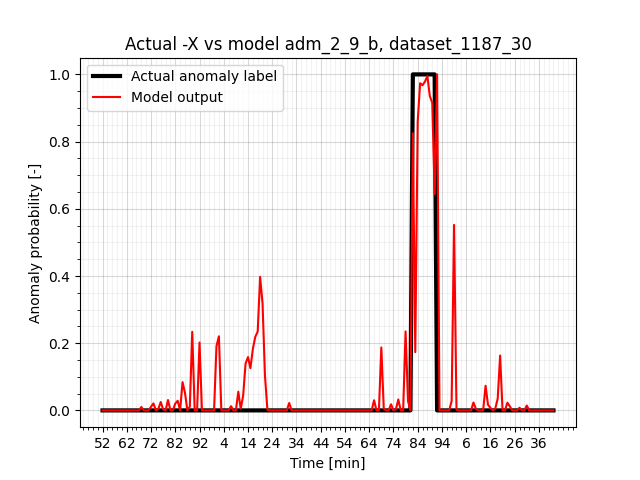 Actual -X vs model adm_2_9_b, dataset_1187_30
Actual anomaly label
Model output
1.0
0.8
0.6
0.4
0.2
0.0
Anomaly probability [-]
52 62 72 82 92 4 14 24 34 44 54 64 74 84 94 6 16 26 36
Time [min]